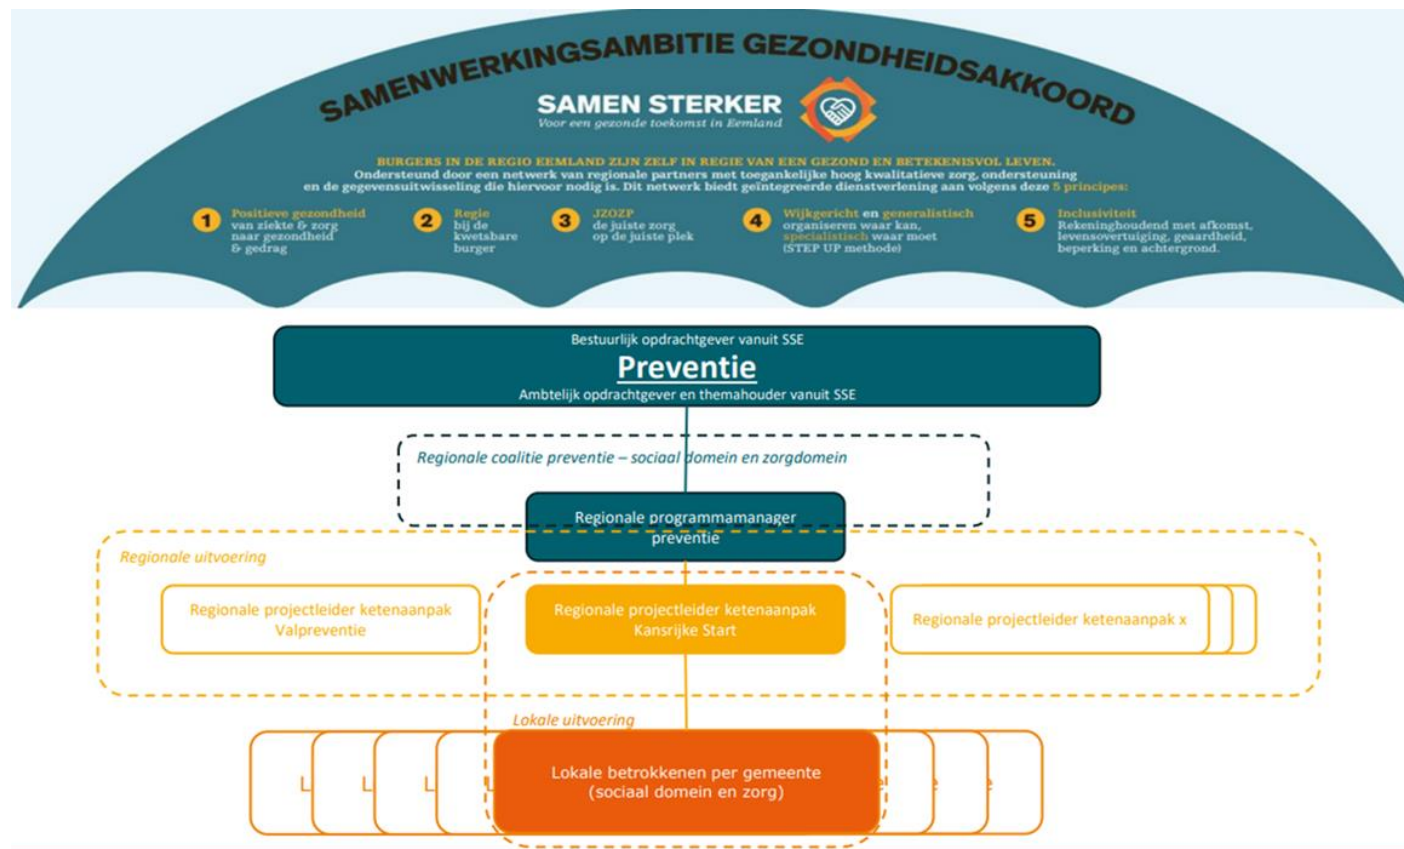 SAMENWERKINGSAMBITIE GEZONDHEIDSAKKOORD
SAMEN STERKER
Voor een gezonde toekomst in Eemland
BURGERS IN DE REGIO EEMLAND ZIJN ZELF IN REGIE VAN EEN GEZOND EN BETEKENISVOL LEVEN.
Ondersteund door een netwerk van regionale partners met toegankelijke hoog kwalitatieve zorg, ondersteuning
en de gegevensuitwisseling die hiervoor nodig is. Dit netwerk biedt geïntegreerde dienstverlening aan volgens deze 5 principes:
1 Positieve gezondheid
van ziekte & zorg
naar gezondheid
& gedrag
2 Regie
bij de
kwetsbare
burger
3 JZOZP
de juiste zorg
op de juiste plek
4 Wijkgericht en generalistisch
organiseren waar kan,
specialistisch waar moet
(STEP UP methode)
5 Inclusiviteit
Rekeninghoudend met afkomst,
levensovertuiging, geaardheid,
beperking en achtergrond.
Bestuurlijk opdrachtgever vanuit SSE
Preventie
Ambtelijk opdrachtgever en themahouder vanuit SSE
Regionale coalitie preventie – sociaal domein en zorgdomein
Regionale programmamanager
preventie
Regionale uitvoering
Regionale projectleider ketenaanpak
Valpreventie
Regionale projectleider ketenaanpak
Kansrijke Start
Regionale projectleider ketenaanpak x
Lokale uitvoering
L L L L
Lokale betrokkenen per gemeente
(sociaal domein en zorg)
e e e